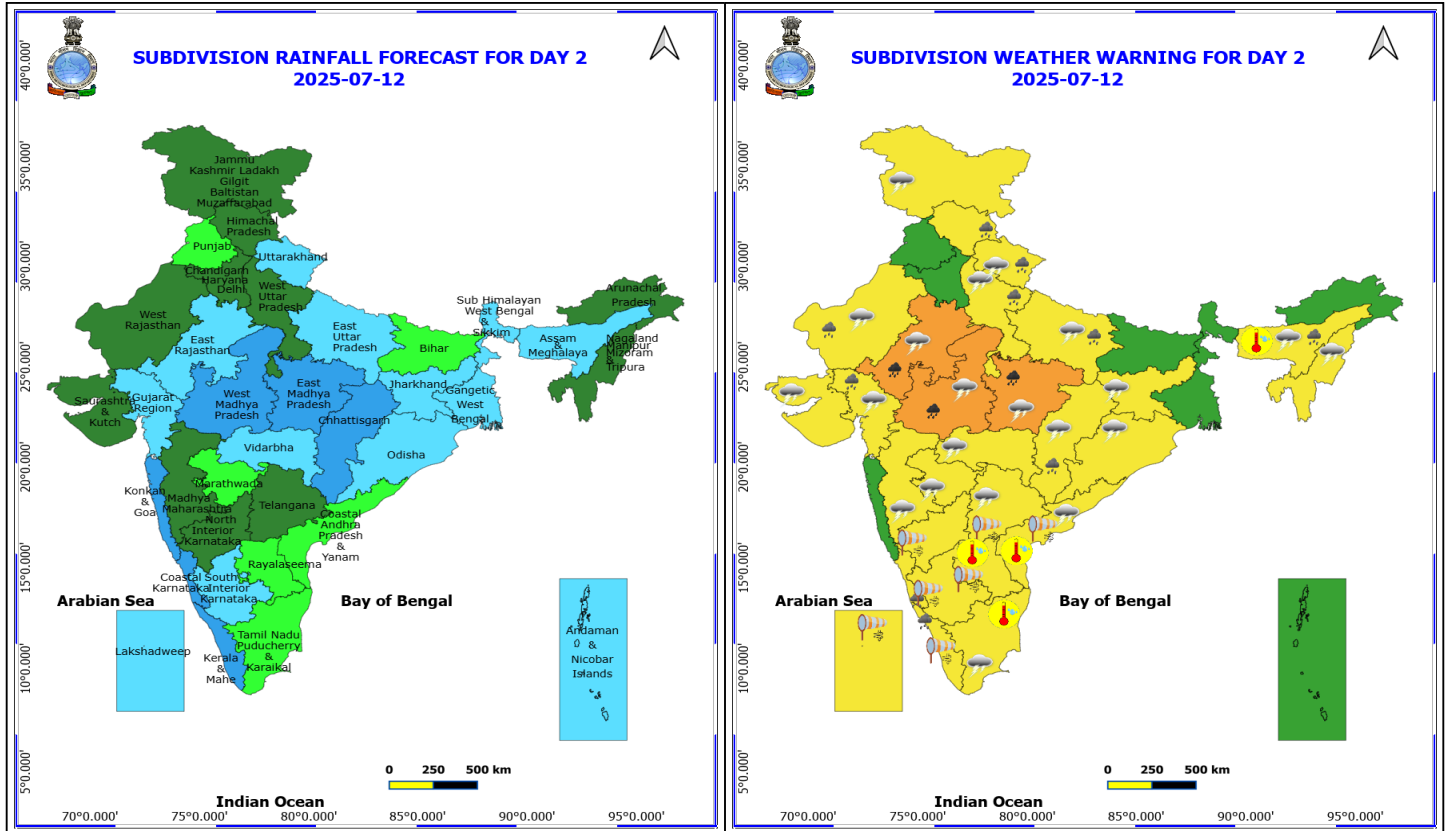 SUBDIVISION RAINFALL FORECAST FOR DAY 2
2025-07-12
40°0.000'
35°0.000'
30°0.000'
25°0.000'
20°0.000'
15°0.000'
10°0.000'
5°0.000'
Jammu
Kashmir Ladakh
Gilgit
Baltistan
Muzaffarabad
Himachal
Pradesh
Punjab
Uttarakhand
Chandigarh
Haryana
Delhi
West
Uttar
Pradesh
Arunachal
Pradesh
West
Rajasthan
Sub Himalayan
West Bengal
&
Sikkim
East
Rajasthan
East
Uttar
Pradesh
Bihar
Assam
&
Meghalaya
Nagaland
Manipur
Mizoram
&
Tripura
Saurashtra
&
Kutch
Gujarat
Region
West
Madhya
Pradesh
East
Madhya
Pradesh
Jharkhand
Gangetic
West
Bengal
Chhattisgarh
Vidarbha
Odisha
Konkan
&
Goa
Madhya
Maharashtra
Marathwada
Telangana
North
Interior
Karnataka
Coastal
Andhra
Pradesh
&
Yanam
Rayalaseema
Coastal
Karnataka
South
Interior
Karnataka
Arabian Sea
Bay of Bengal
Lakshadweep
Kerala
&
Mahe
Tamil Nadu
Puducherry
&
Karaikal
Andaman
&
Nicobar
Islands
0 250 500 km
Indian Ocean
70°0.000' 75°0.000' 80°0.000' 85°0.000' 90°0.000' 95°0.000'
SUBDIVISION WEATHER WARNING FOR DAY 2
2025-07-12
40°0.000'
35°0.000'
30°0.000'
25°0.000'
20°0.000'
15°0.000'
10°0.000'
5°0.000'
Arabian Sea
Bay of Bengal
0 250 500 km
Indian Ocean
70°0.000' 75°0.000' 80°0.000' 85°0.000' 90°0.000' 95°0.000'